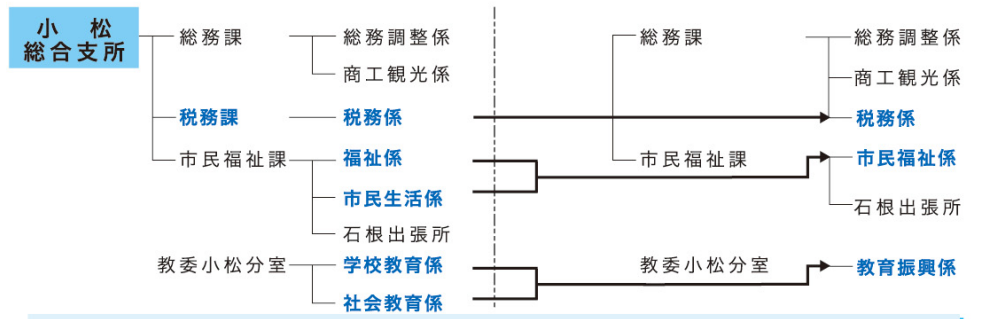 小松
総合支所
総務課 総務調整係 総務課 総務調整係
商工観光係 商工観光係
税務課 税務係 税務係
市民福祉課 福祉係 市民福祉課 市民福祉係
市民生活係
石根出張所 石根出張所
教委小松分室 学校教育係 教委小松分室 教育振興係
社会教育係